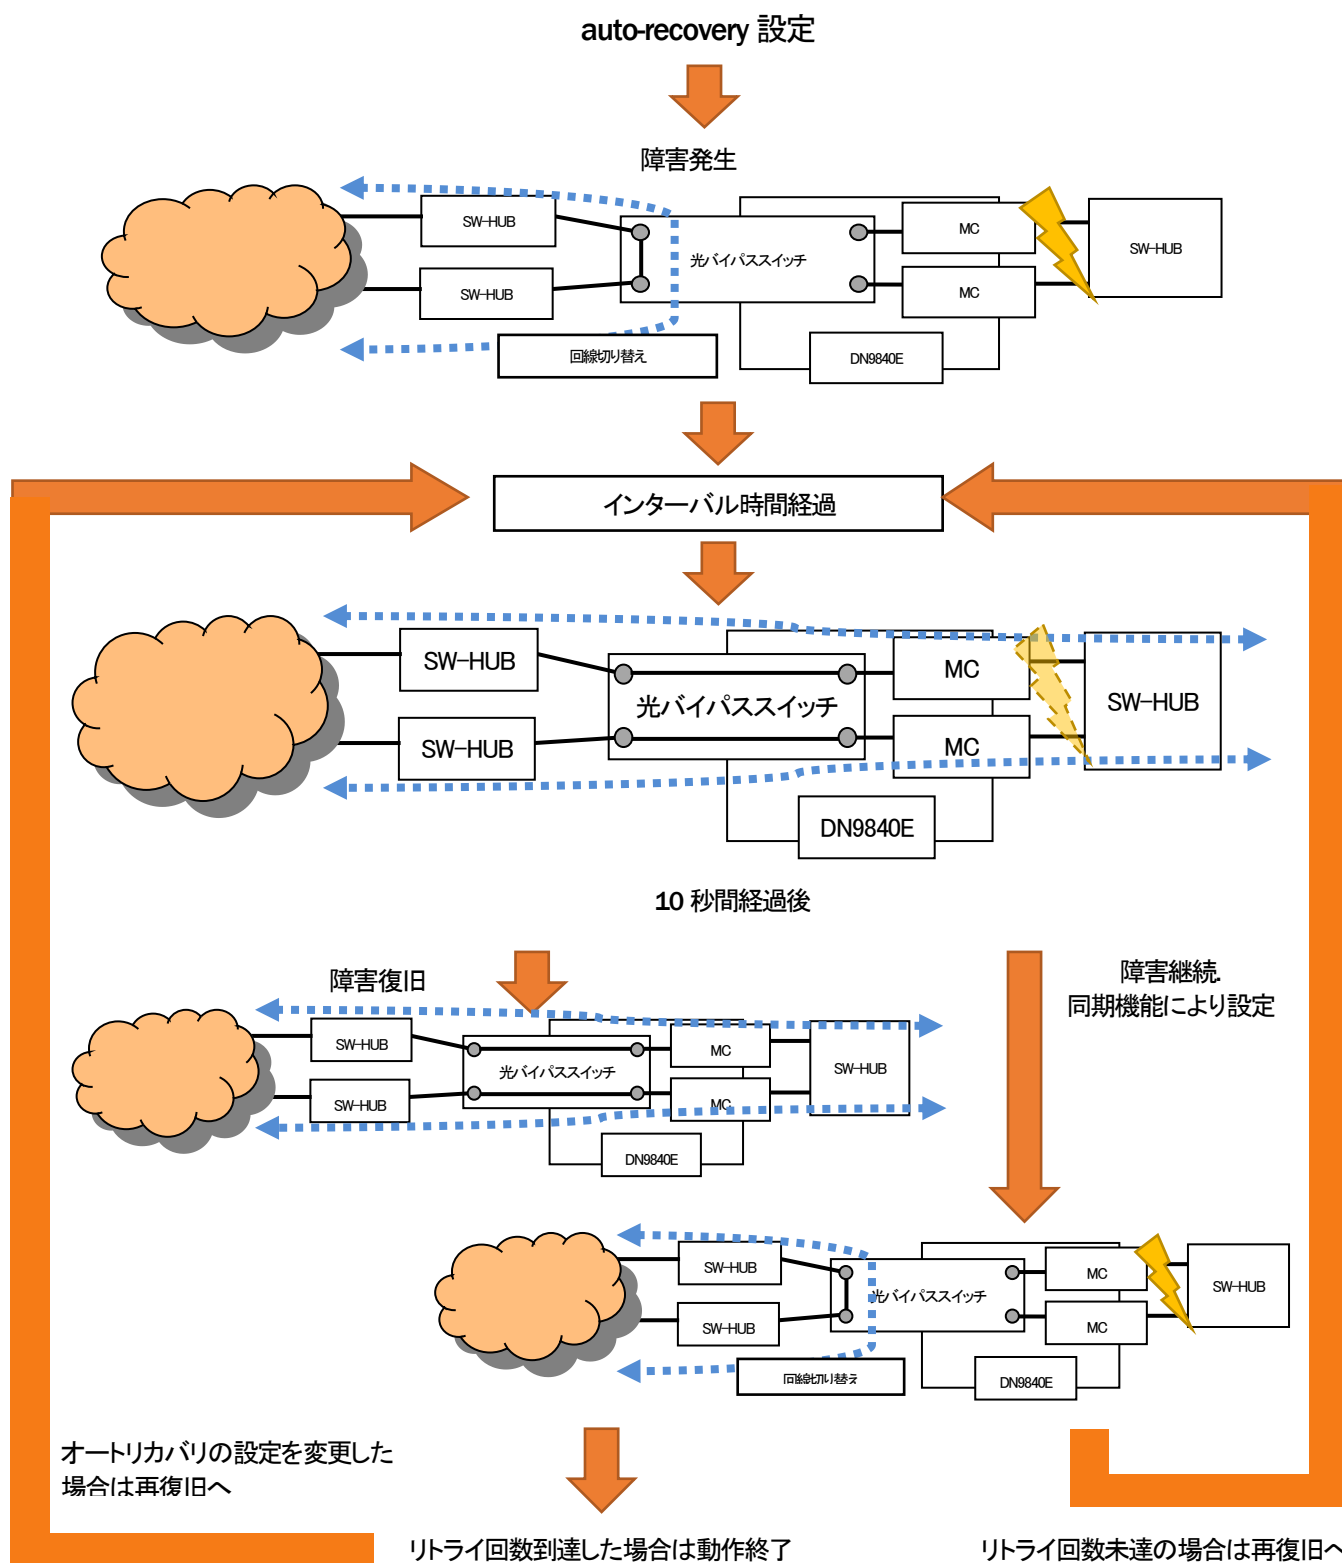 auto-recovery 設定
障害発生
SW-HUB
MC
SW-HUB
光バイパススイッチ
SW-HUB
MC
回線切り替え
DN9840E
インターバル時間経過
SW-HUB
MC
SW-HUB
光バイパススイッチ
SW-HUB
MC
DN9840E
10 秒間経過後
障害復旧
障害継続.
同期機能により設定
SW-HUB
MC
SW-HUB
光バイパススイッチ
SW-HUB
MC
DN9840E
SW-HUB
MC
SW-HUB
光バイパススイッチ
SW-HUB
MC
回線切り替え
DN9840E
オートリカバリの設定を変更した
場合は再復旧へ
リトライ回数到達した場合は動作終了
リトライ回数未達の場合は再復旧へ